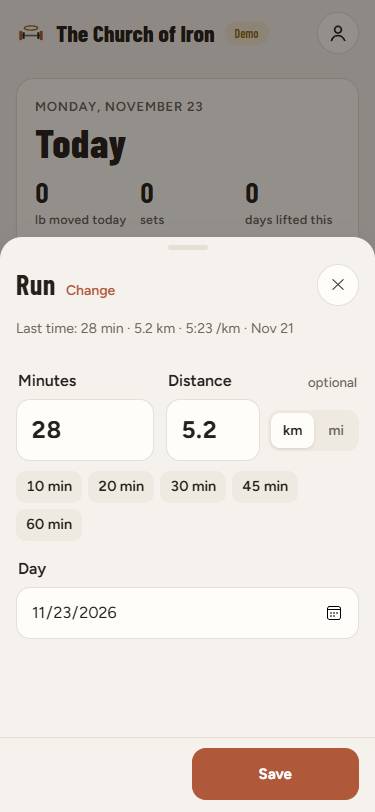 The Church of Iron
Demo
MONDAY, NOVEMBER 23
Today
0 0 0
lb moved today sets days lifted this
Run Change
Last time: 28 min · 5.2 km · 5:23 /km · Nov 21
Minutes Distance optional
28 5.2 km mi
10 min 20 min 30 min 45 min
60 min
Day
11/23/2026
Save